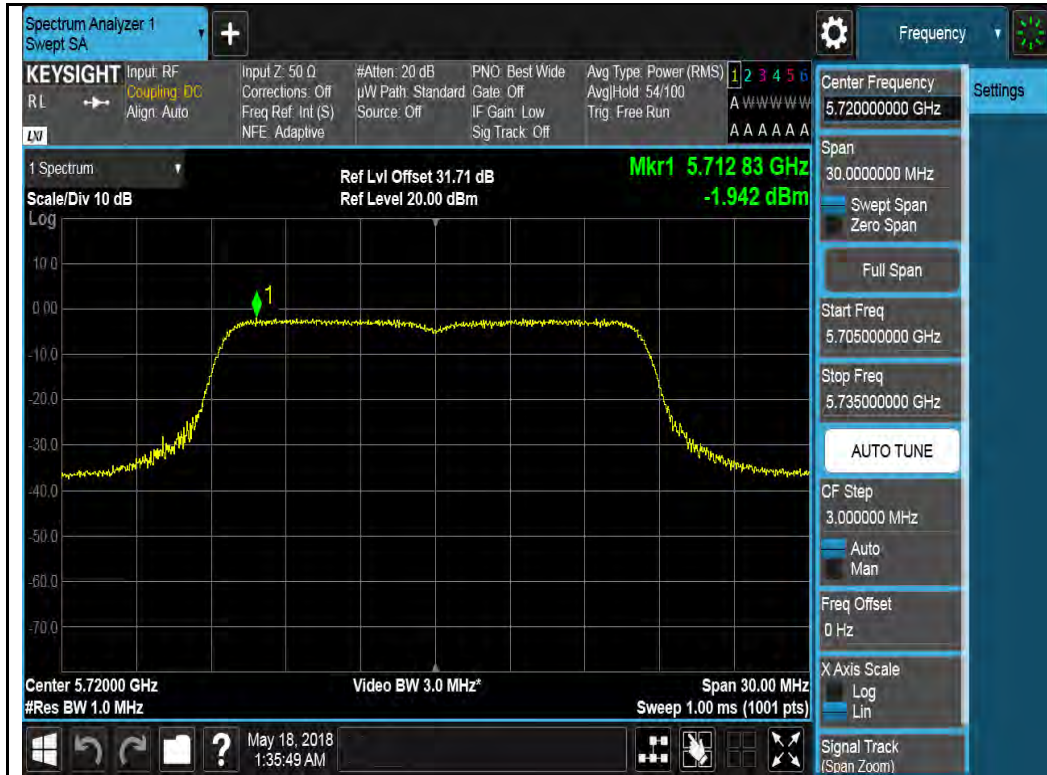 Spectrum Analyzer 1
Swept SA
+
Frequency
KEYSIGHT
RL
LXI
Input: RF
Coupling: DC
Align: Auto
Input Z: 50 Ω
Corrections: Off
Freq Ref: Int (S)
NFE: Adaptive
#Atten: 20 dB
µW Path: Standard
Source: Off
PNO: Best Wide
Gate: Off
IF Gain: Low
Sig Track: Off
Avg Type: Power (RMS)
Avg|Hold: 54/100
Trig: Free Run
1 2 3 4 5 6
A W W W W W
A A A A A A
1 Spectrum
Scale/Div 10 dB
Ref Lvl Offset 31.71 dB
Ref Level 20.00 dBm
Mkr1 5.712 83 GHz
-1.942 dBm
Log
10.0
0.00
-10.0
-20.0
-30.0
-40.0
-50.0
-60.0
-70.0
1
Center 5.72000 GHz
#Res BW 1.0 MHz
Video BW 3.0 MHz*
Span 30.00 MHz
Sweep 1.00 ms (1001 pts)
?
May 18, 2018
1:35:49 AM
Center Frequency
5.720000000 GHz
Span
30.0000000 MHz
Swept Span
Zero Span
Full Span
Start Freq
5.705000000 GHz
Stop Freq
5.735000000 GHz
AUTO TUNE
CF Step
3.000000 MHz
Auto
Man
Freq Offset
0 Hz
X Axis Scale
Log
Lin
Signal Track
(Span Zoom)
Settings